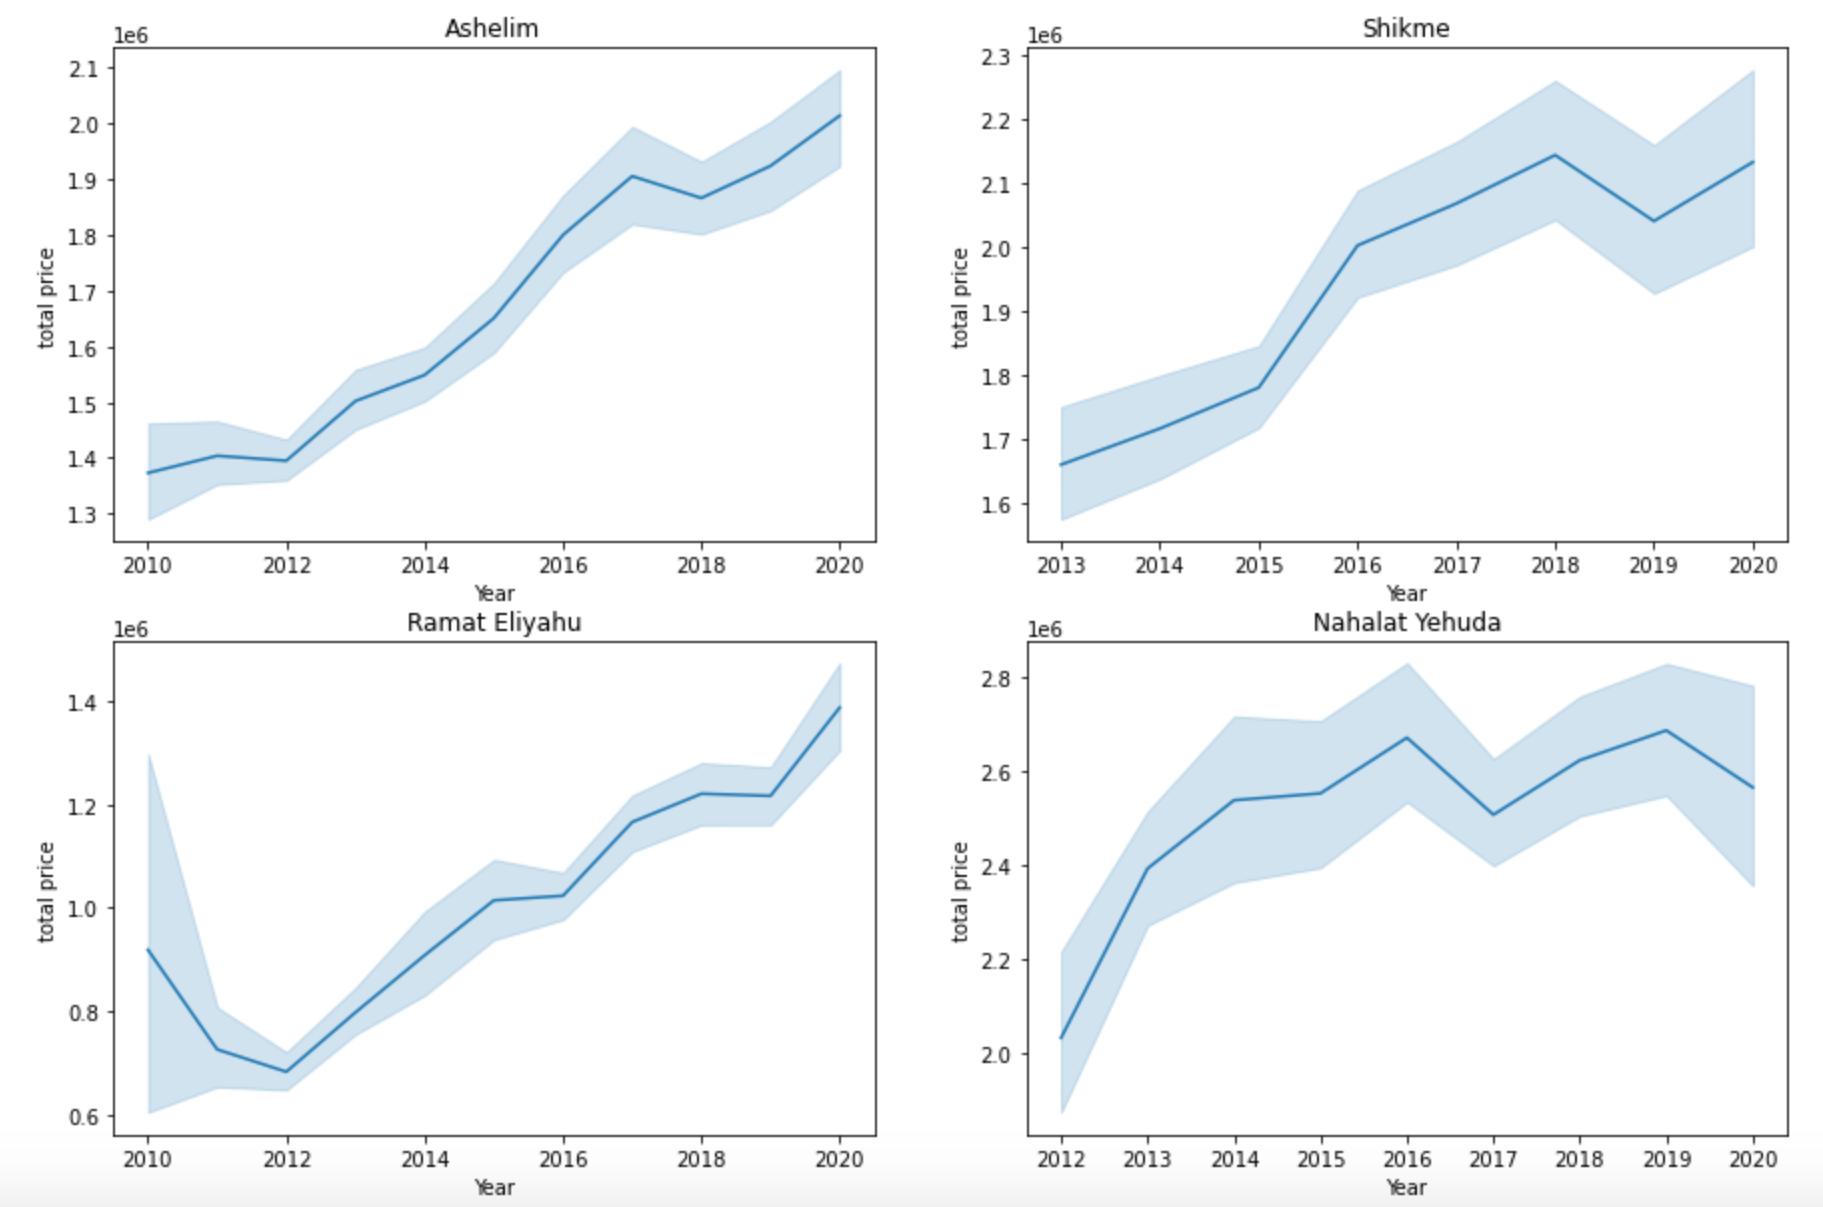 Ashelim
1e6
2.1
2.0
1.9
1.8
1.7
1.6
1.5
1.4
1.3
total price
2010 2012 2014 2016 2018 2020
Year
Shikme
1e6
2.3
2.2
2.1
2.0
1.9
1.8
1.7
1.6
total price
2013 2014 2015 2016 2017 2018 2019 2020
Year
Ramat Eliyahu
1e6
1.4
1.2
1.0
0.8
0.6
total price
2010 2012 2014 2016 2018 2020
Year
Nahalat Yehuda
1e6
2.8
2.6
2.4
2.2
2.0
total price
2012 2013 2014 2015 2016 2017 2018 2019 2020
Year